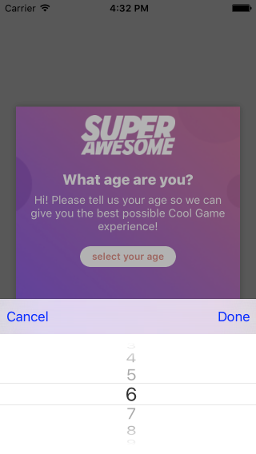 Carrier 4:32 PM
SUPER
AWESOME
What age are you?
Hi! Please tell us your age so we can
give you the best possible Cool Game
experience!
select your age
Cancel Done
3
4
5
6
7
8
9